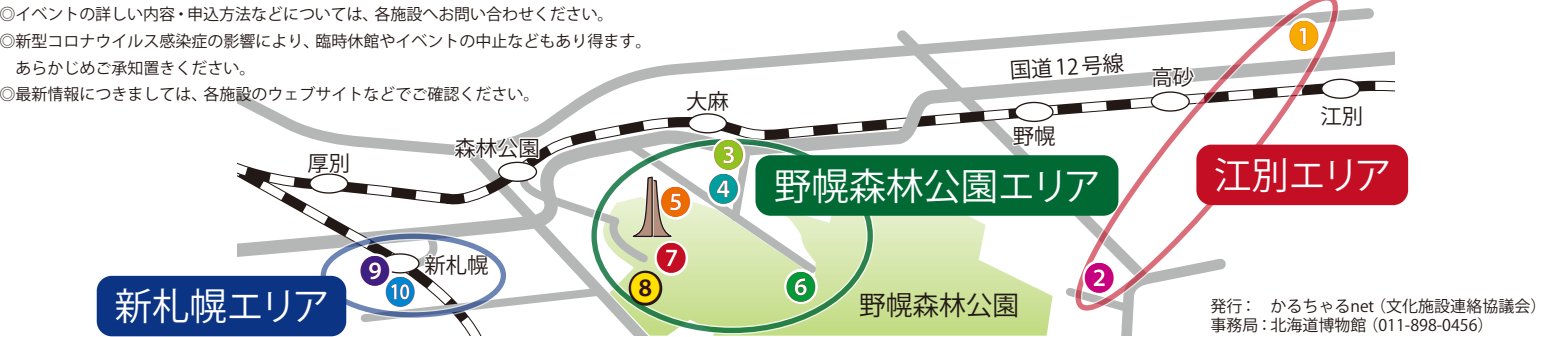 ◎イベントの詳しい内容・申込方法などについては、各施設へお問い合わせください。
◎新型コロナウイルス感染症の影響により、臨時休館やイベントの中止などもあり得ます。
あらかじめご承知置きください。
◎最新情報につきましては、各施設のウェブサイトなどでご確認ください。
1
国道12号線
高砂
大麻
江別
野幌
森林公園
厚別
3
野幌森林公園エリア
江別エリア
4
5
7
新札幌
9
10
8
6
2
新札幌エリア
野幌森林公園
発行： かるちゃるnet（文化施設連絡協議会）
事務局：北海道博物館（011-898-0456）